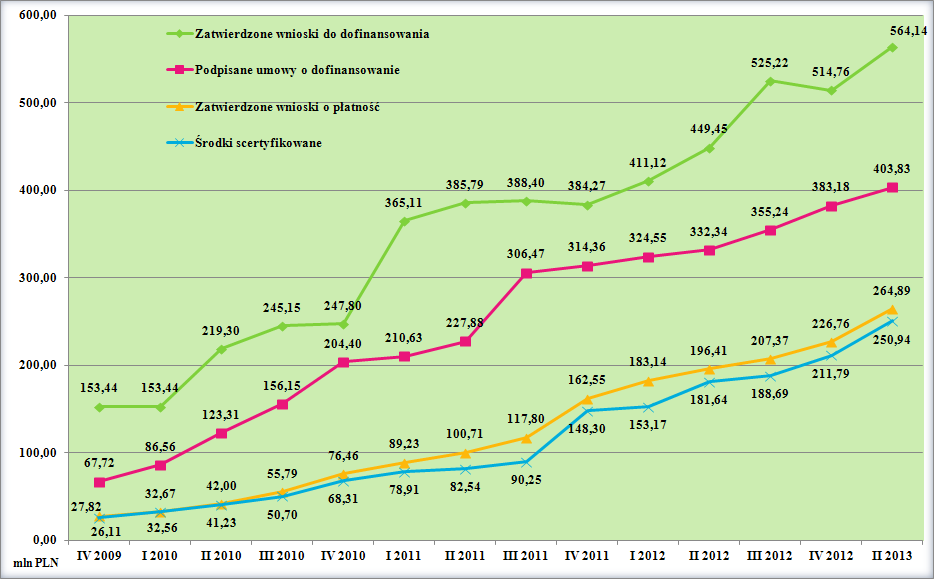 600,00
500,00
400,00
300,00
200,00
100,00
0,00
mln PLN
Zatwierdzone wnioski do dofinansowania
Podpisane umowy o dofinansowanie
Zatwierdzone wnioski o płatność
Środki scertyfikowane
153,44 153,44 219,30 245,15 247,80 365,11 385,79 388,40 384,27 411,12 449,45 525,22 514,76 564,14
67,72 86,56 123,31 156,15 204,40 210,63 227,88 306,47 314,36 324,55 332,34 355,24 383,18 403,83
27,82 32,67 42,00 55,79 76,46 89,23 100,71 117,80 162,55 183,14 196,41 207,37 226,76 264,89
26,11 32,56 41,23 50,70 68,31 78,91 82,54 90,25 148,30 153,17 181,64 188,69 211,79 250,94
IV 2009 I 2010 II 2010 III 2010 IV 2010 I 2011 II 2011 III 2011 IV 2011 I 2012 II 2012 III 2012 IV 2012 II 2013